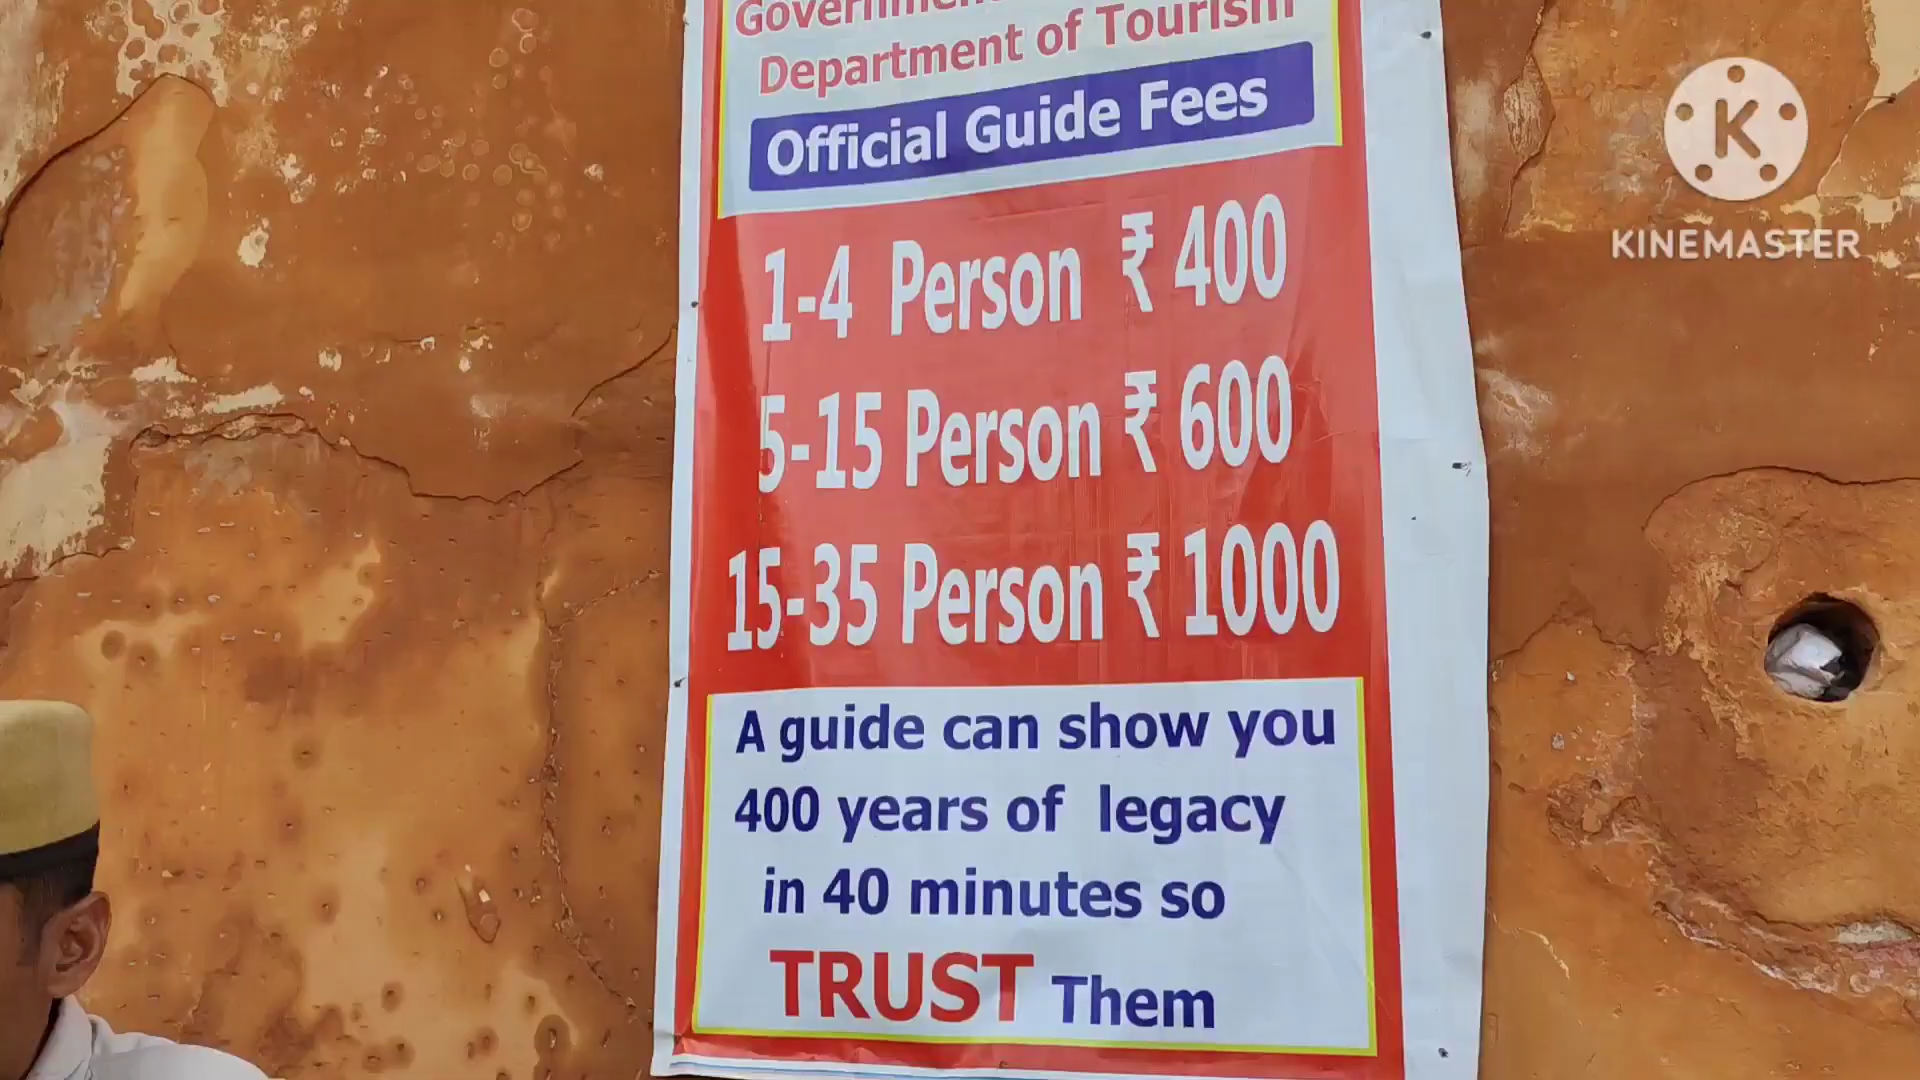 Government
Department of Tourism
Official Guide Fees
1-4 Person ₹ 400
5-15 Person ₹ 600
15-35 Person ₹ 1000
A guide can show you
400 years of legacy
in 40 minutes so
TRUST Them
K
KINEMASTER